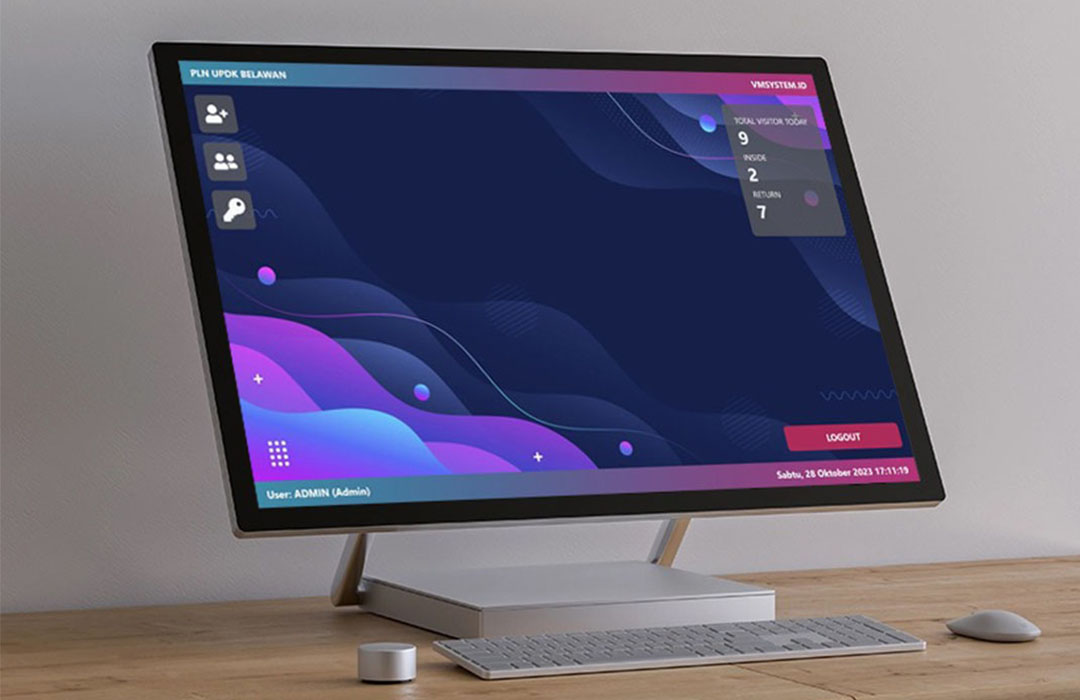 PLN UPDK BELAWAN
VMSYSTEM.ID
TOTAL VISITOR TODAY
9
INSIDE
2
RETURN
7
LOGOUT
User: ADMIN (Admin)
Sabtu, 28 Oktober 2023 17:11:19